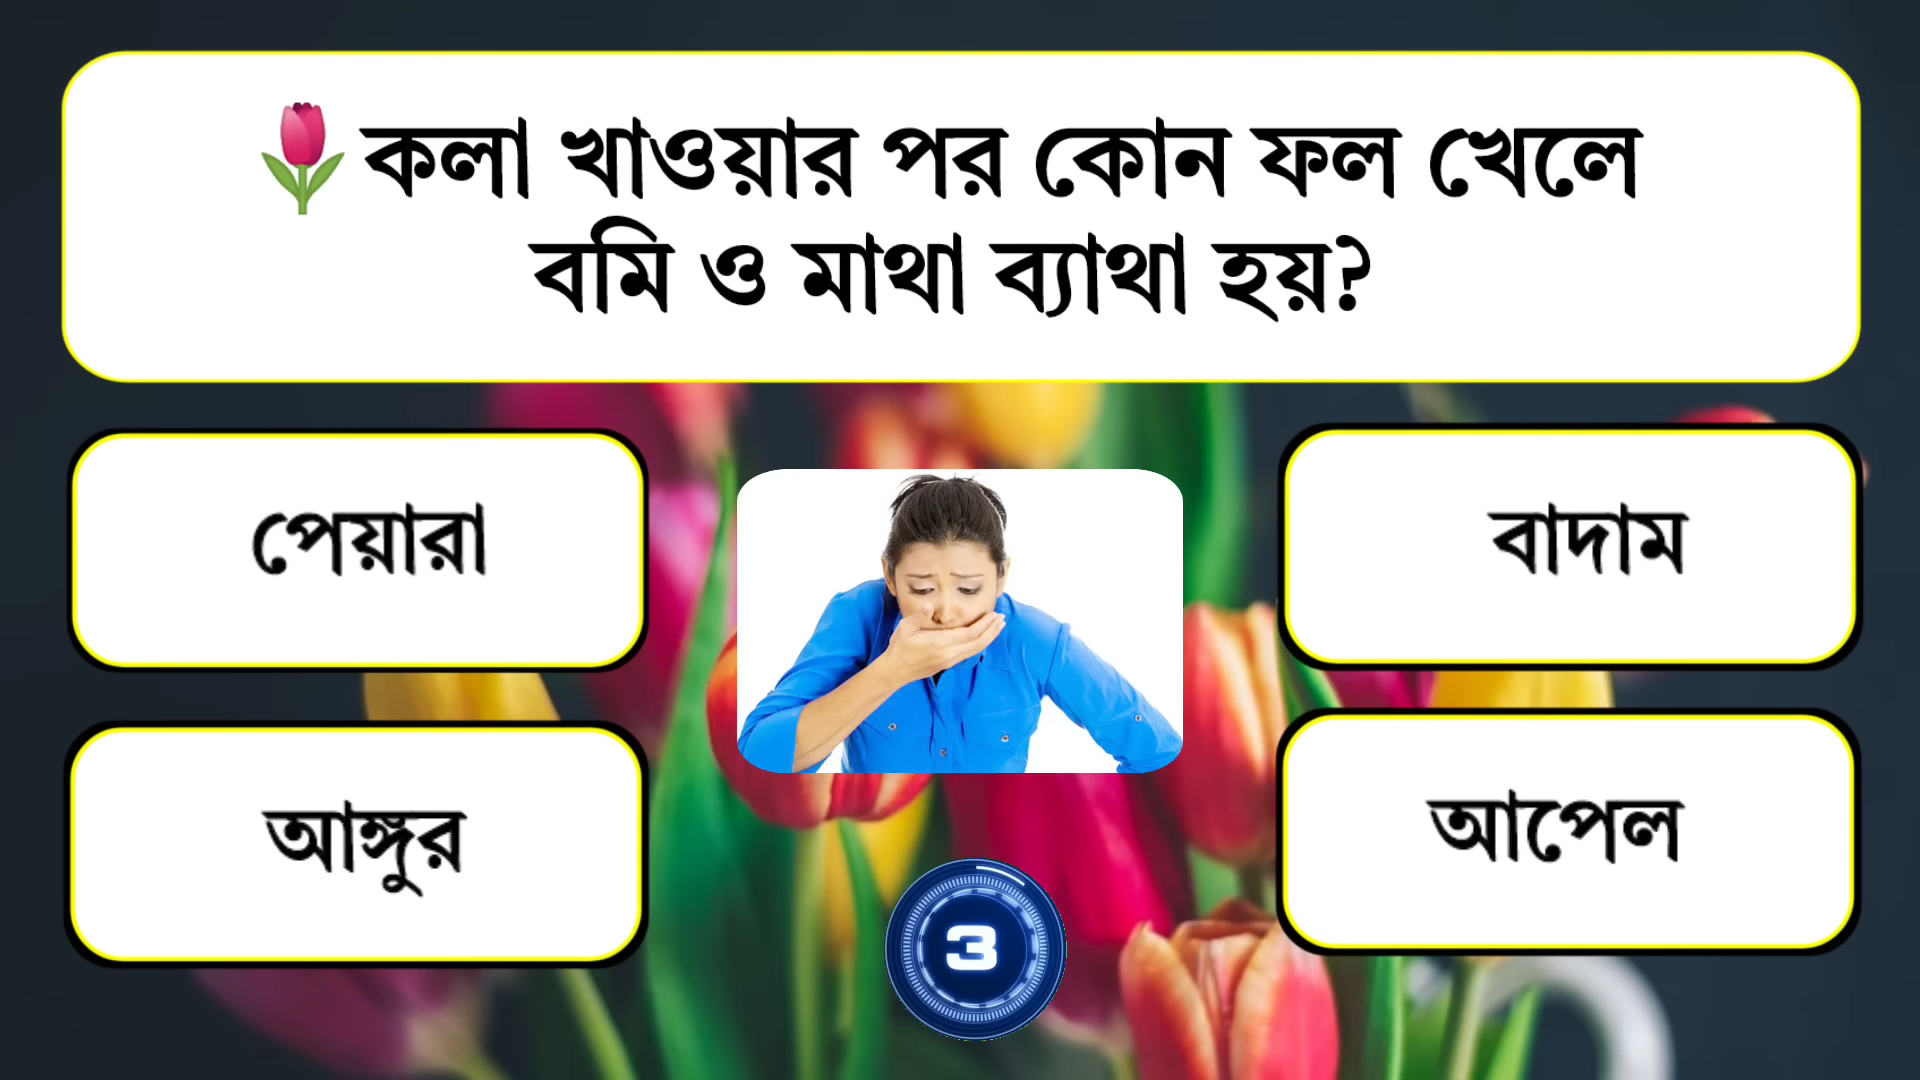 🌷কলা খাওয়ার পর কোন ফল খেলে
বমি ও মাথা ব্যাথা হয়?
পেয়ারা
বাদাম
আঙ্গুর
আপেল
3